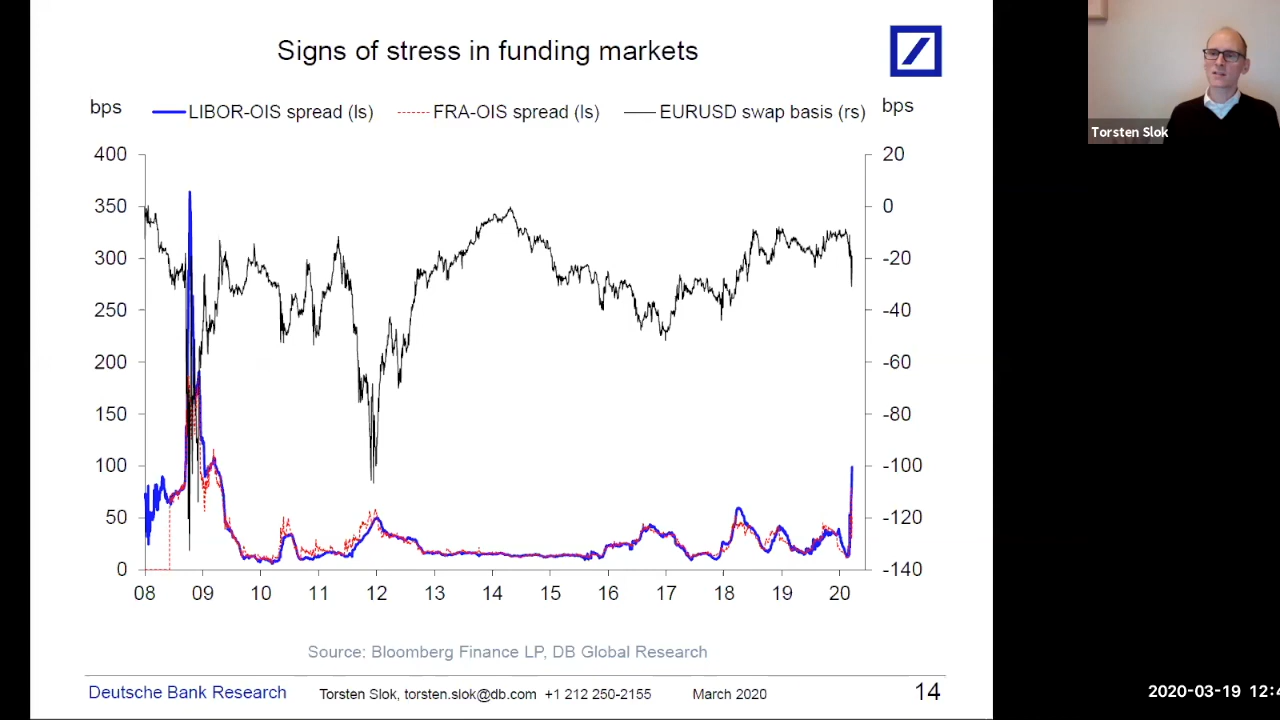 Signs of stress in funding markets
bps LIBOR-OIS spread (ls) FRA-OIS spread (ls) EURUSD swap basis (rs) bps
Torsten Slok
400 20
350 0
300 -20
250 -40
200 -60
150 -80
100 -100
50 -120
0 -140
08 09 10 11 12 13 14 15 16 17 18 19 20
Source: Bloomberg Finance LP, DB Global Research
Deutsche Bank Research Torsten Slok, torsten.slok@db.com +1 212 250-2155 March 2020 14
2020-03-19 12:4